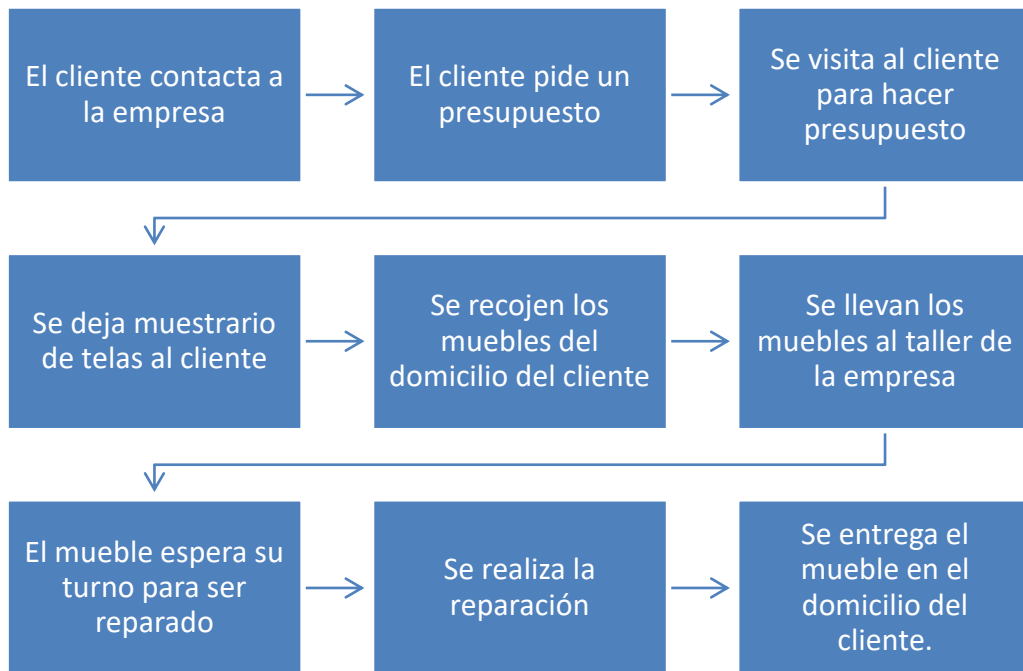 El cliente contacta a
la empresa
El cliente pide un
presupuesto
Se visita al cliente
para hacer
presupuesto
Se deja muestrario
de telas al cliente
Se recojen los
muebles del
domicilio del cliente
Se llevan los
muebles al taller de
la empresa
El mueble espera su
turno para ser
reparado
Se realiza la
reparación
Se entrega el
mueble en el
domicilio del
cliente.